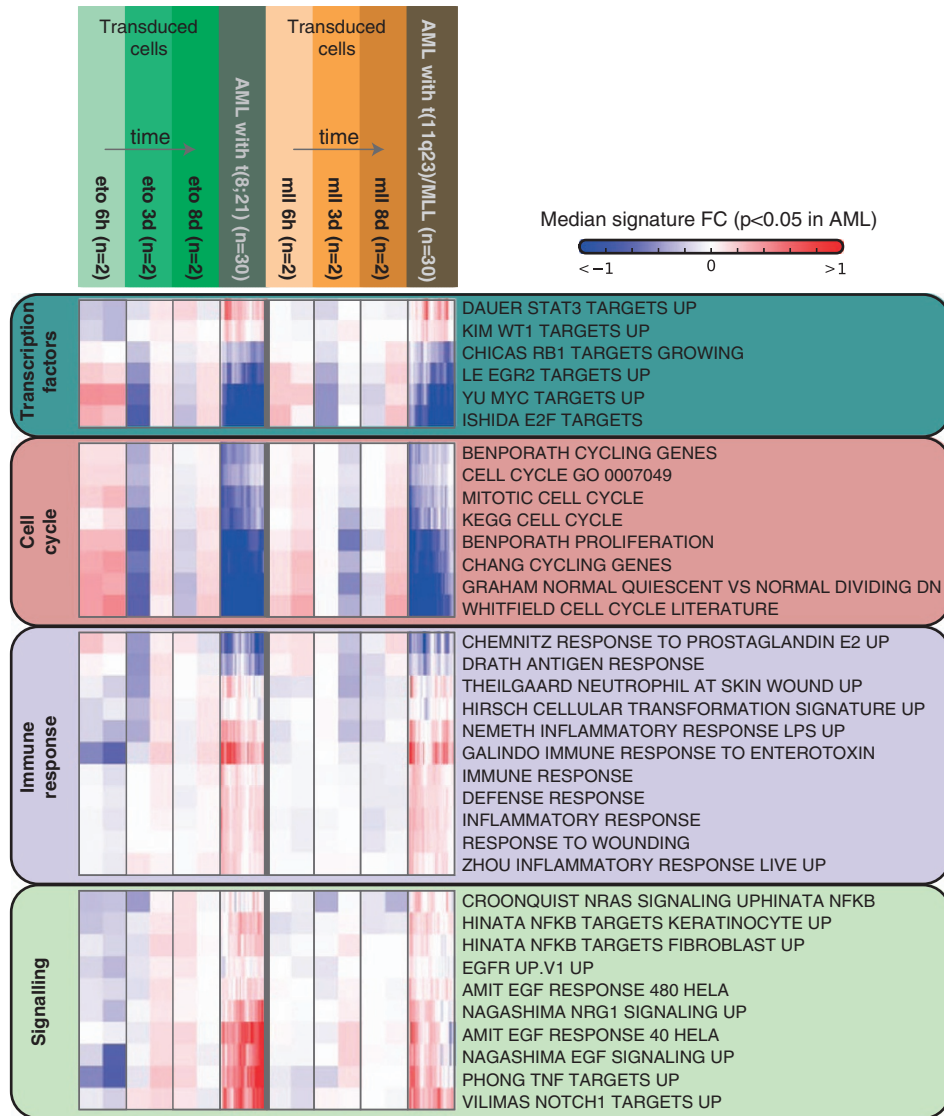 Transduced
cells
Transduced
cells
time
time
eto 6h (n=2)
eto 3d (n=2)
eto 8d (n=2)
AML with t(8;21) (n=30)
mll 6h (n=2)
mll 3d (n=2)
mll 8d (n=2)
AML with t(11q23)/MLL (n=30)
Median signature FC (p<0.05 in AML)
<−1 0 >1
Transcription
factors
DAUER STAT3 TARGETS UP
KIM WT1 TARGETS UP
CHICAS RB1 TARGETS GROWING
LE EGR2 TARGETS UP
YU MYC TARGETS UP
ISHIDA E2F TARGETS
Cell
cycle
BENPORATH CYCLING GENES
CELL CYCLE GO 0007049
MITOTIC CELL CYCLE
KEGG CELL CYCLE
BENPORATH PROLIFERATION
CHANG CYCLING GENES
GRAHAM NORMAL QUIESCENT VS NORMAL DIVIDING DN
WHITFIELD CELL CYCLE LITERATURE
Immune
response
CHEMNITZ RESPONSE TO PROSTAGLANDIN E2 UP
DRATH ANTIGEN RESPONSE
THEILGAARD NEUTROPHIL AT SKIN WOUND UP
HIRSCH CELLULAR TRANSFORMATION SIGNATURE UP
NEMETH INFLAMMATORY RESPONSE LPS UP
GALINDO IMMUNE RESPONSE TO ENTEROTOXIN
IMMUNE RESPONSE
DEFENSE RESPONSE
INFLAMMATORY RESPONSE
RESPONSE TO WOUNDING
ZHOU INFLAMMATORY RESPONSE LIVE UP
Signalling
CROONQUIST NRAS SIGNALING UPHINATA NFKB
HINATA NFKB TARGETS KERATINOCYTE UP
HINATA NFKB TARGETS FIBROBLAST UP
EGFR UP.V1 UP
AMIT EGF RESPONSE 480 HELA
NAGASHIMA NRG1 SIGNALING UP
AMIT EGF RESPONSE 40 HELA
NAGASHIMA EGF SIGNALING UP
PHONG TNF TARGETS UP
VILIMAS NOTCH1 TARGETS UP